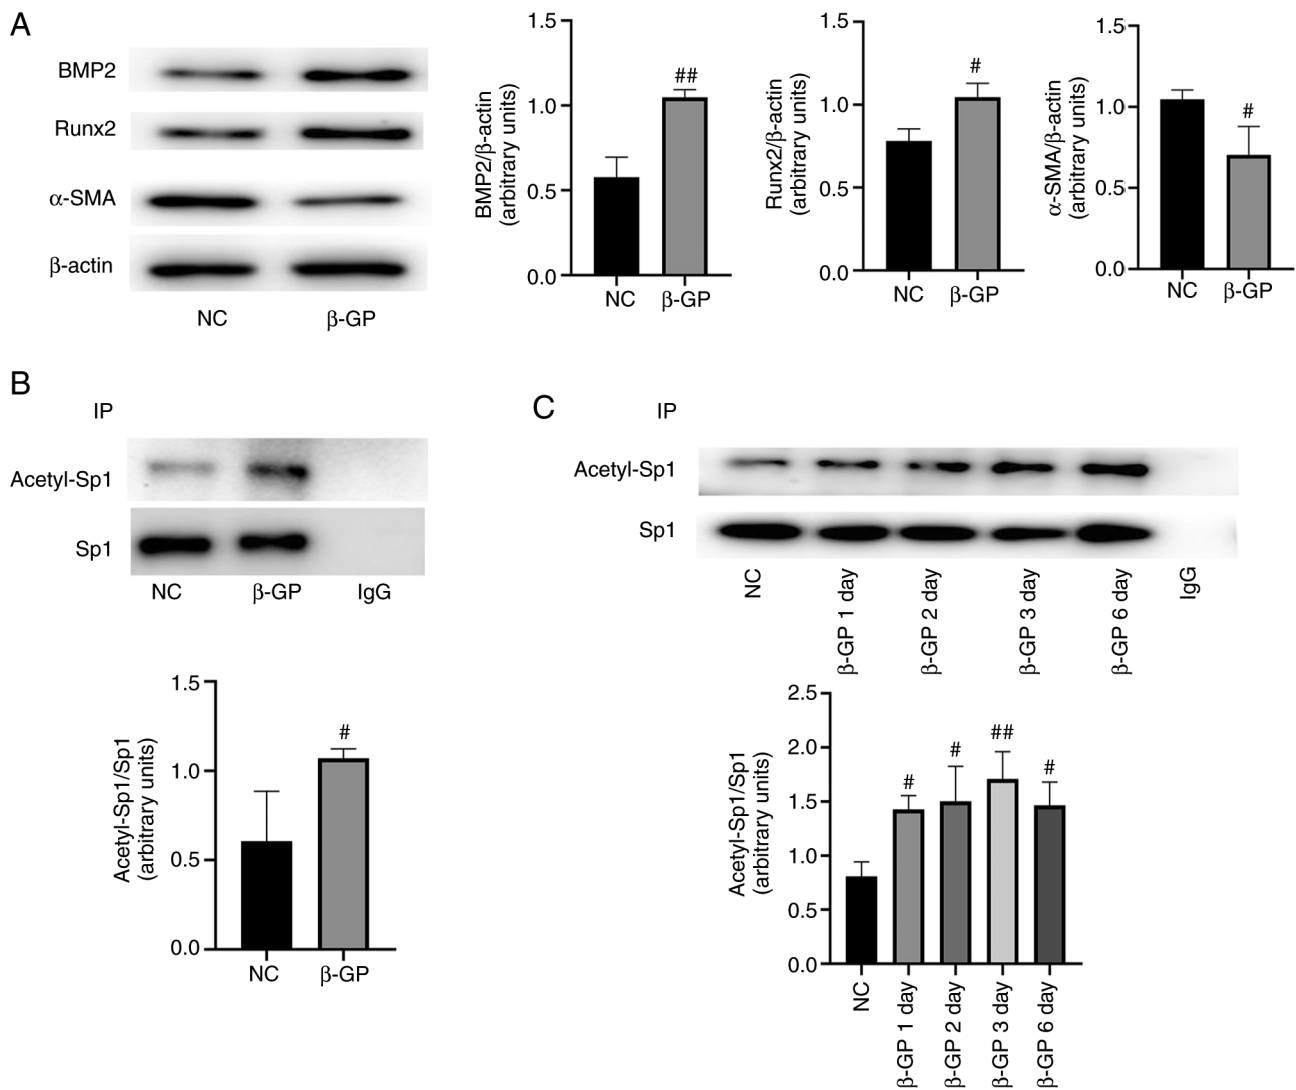 A
BMP2
Runx2
α-SMA
β-actin
NC β-GP
BMP2/β-actin
(arbitrary units)
1.5
1.0
0.5
0.0
##
NC β-GP
Runx2/β-actin
(arbitrary units)
1.5
1.0
0.5
0.0
#
NC β-GP
α-SMA/β-actin
(arbitrary units)
1.5
1.0
0.5
0.0
#
NC β-GP
B
IP
Acetyl-Sp1
Sp1
NC β-GP IgG
Acetyl-Sp1/Sp1
(arbitrary units)
1.5
1.0
0.5
0.0
#
NC β-GP
C
IP
Acetyl-Sp1
Sp1
NC
β-GP 1 day
β-GP 2 day
β-GP 3 day
β-GP 6 day
IgG
Acetyl-Sp1/Sp1
(arbitrary units)
2.5
2.0
1.5
1.0
0.5
0.0
#
#
##
#
NC
β-GP 1 day
β-GP 2 day
β-GP 3 day
β-GP 6 day